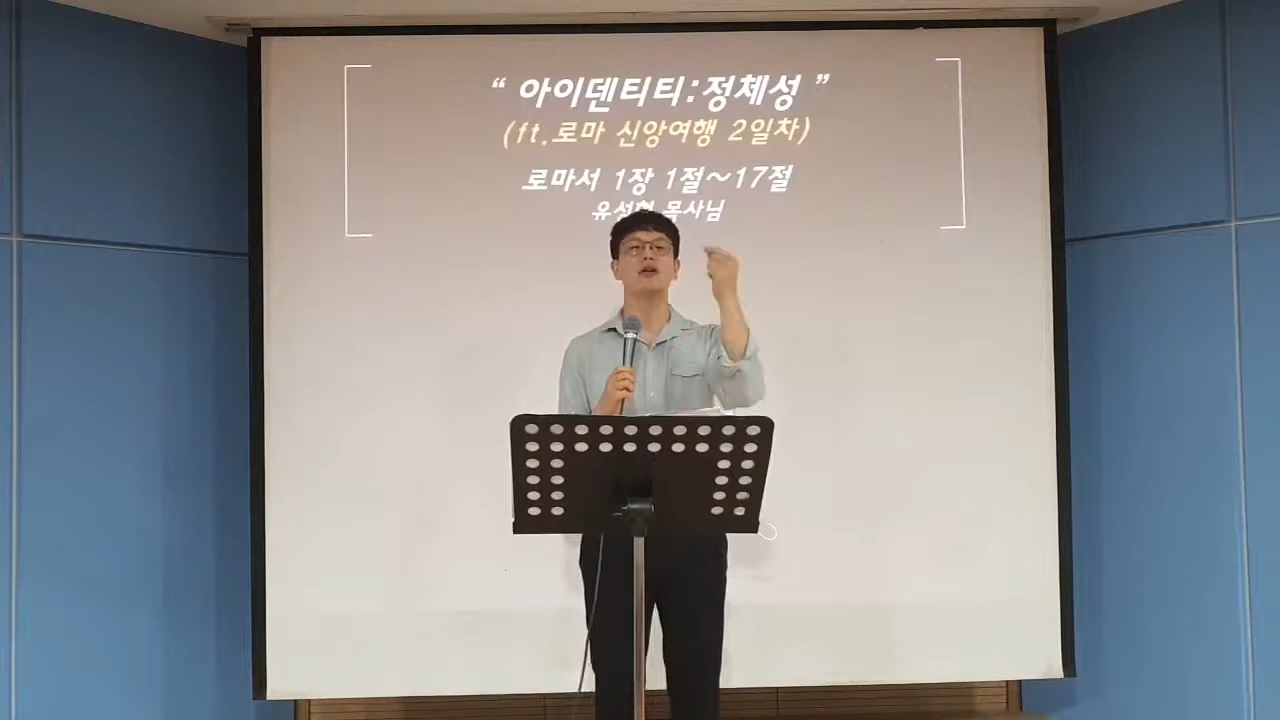 “ 아이덴티티:정체성 ”
(ft.로마 신앙여행 2일차)
로마서 1장 1절~17절
목사님